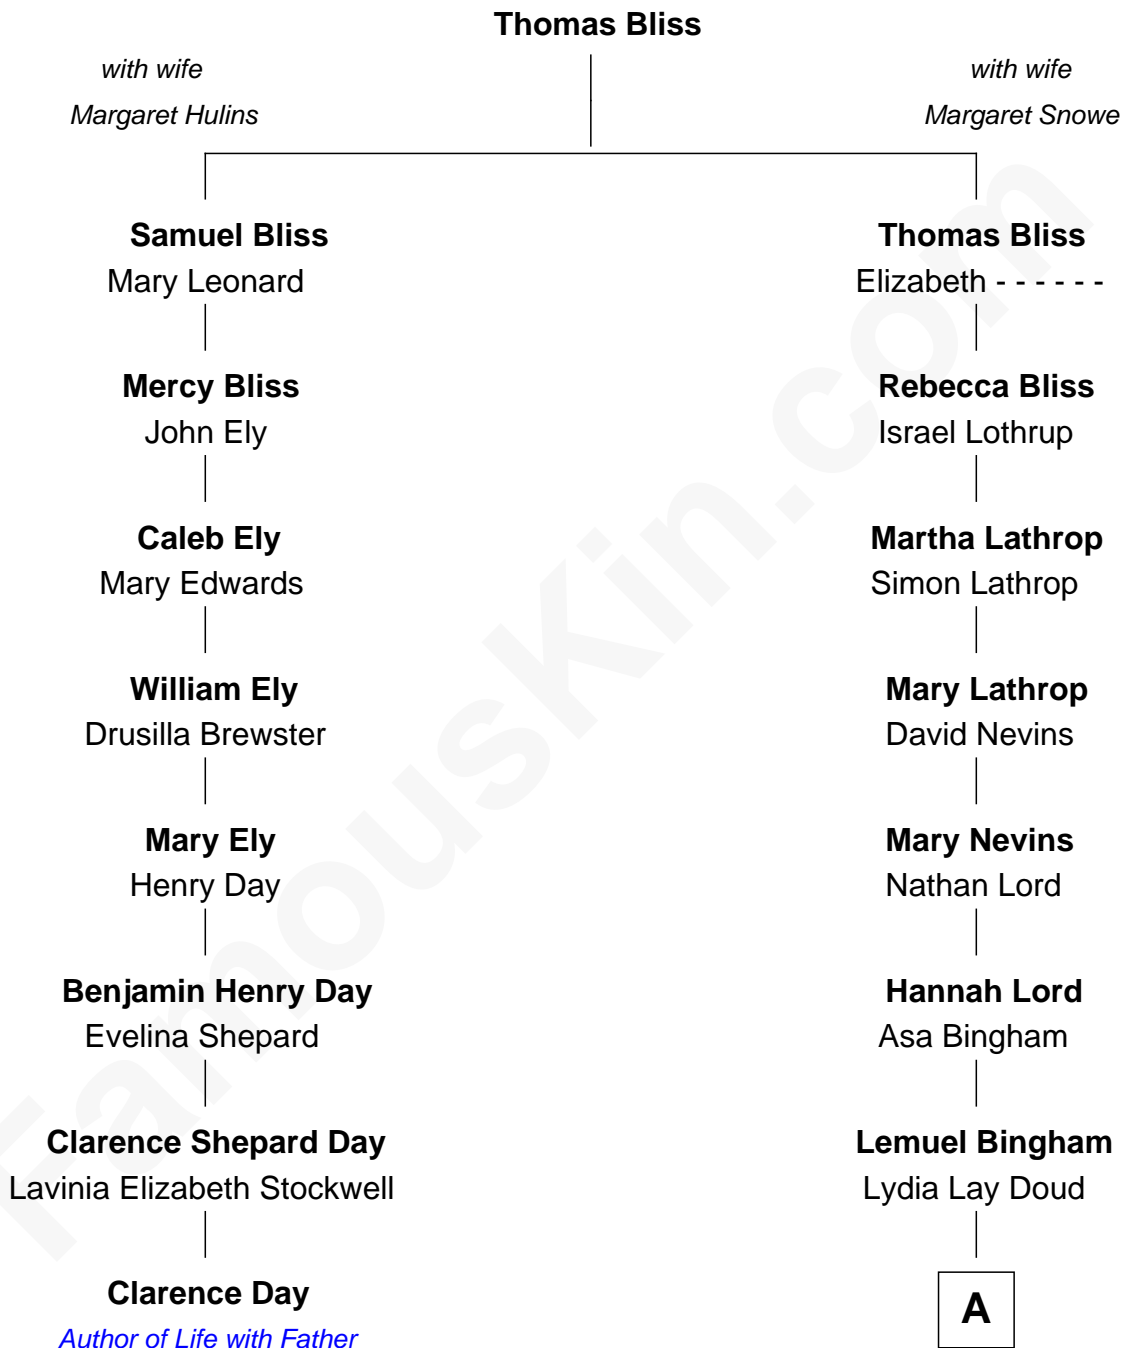 Thomas Bliss
with wife
Margaret Hulins
with wife
Margaret Snowe
Samuel Bliss
Mary Leonard
Thomas Bliss
Elizabeth - - - - - -
Mercy Bliss
John Ely
Rebecca Bliss
Israel Lothrup
Caleb Ely
Mary Edwards
Martha Lathrop
Simon Lathrop
William Ely
Drusilla Brewster
Mary Lathrop
David Nevins
Mary Ely
Henry Day
Mary Nevins
Nathan Lord
Benjamin Henry Day
Evelina Shepard
Hannah Lord
Asa Bingham
Clarence Shepard Day
Lavinia Elizabeth Stockwell
Lemuel Bingham
Lydia Lay Doud
Clarence Day
Author of Life with Father
A
FamousKin.com